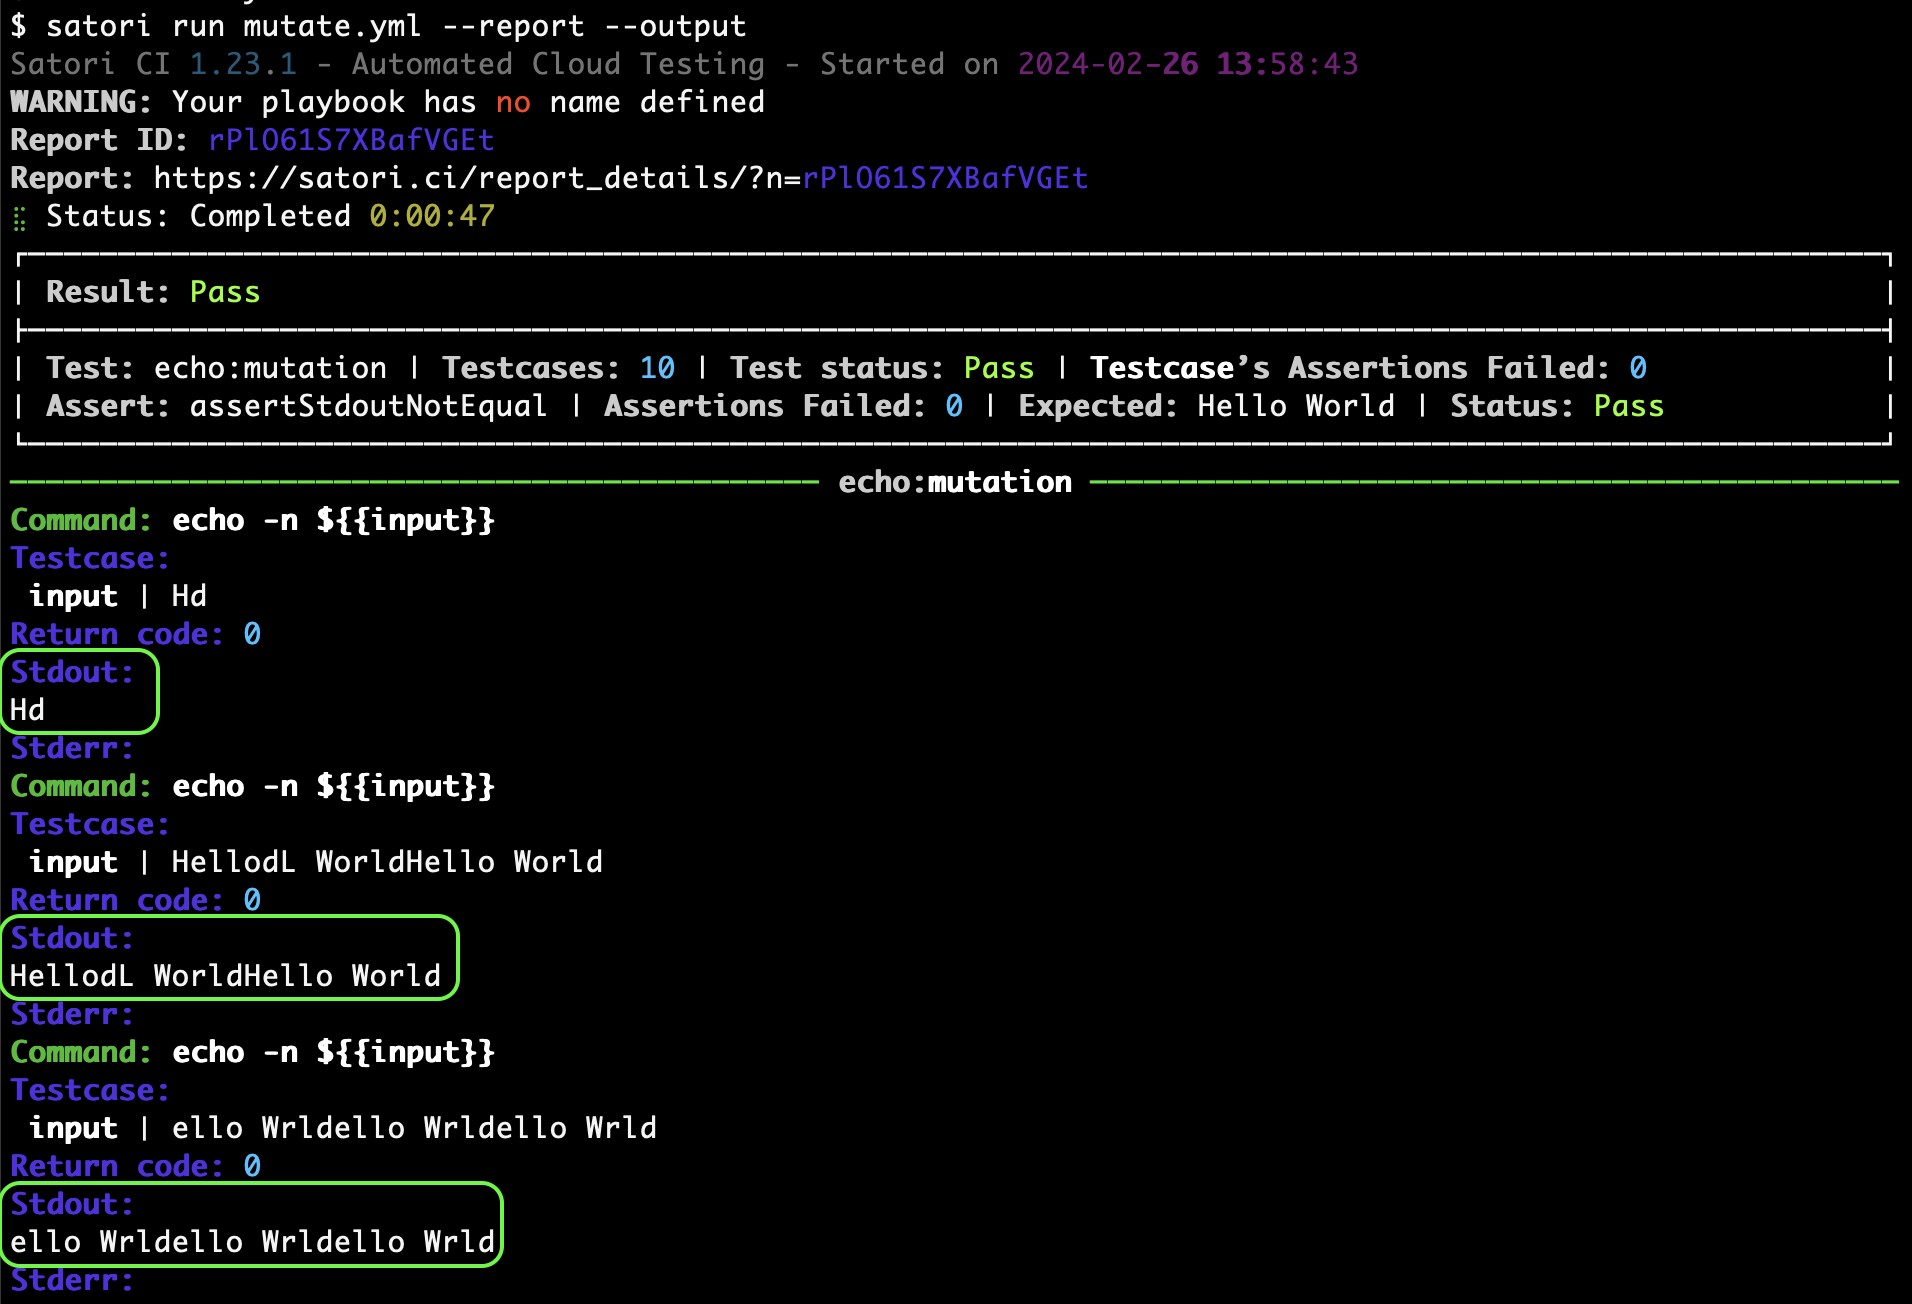 $ satori run mutate.yml --report --output
Satori CI 1.23.1 - Automated Cloud Testing - Started on 2024-02-26 13:58:43
WARNING: Your playbook has no name defined
Report ID: rPlO61S7XBafVGEt
Report: https://satori.ci/report_details/?n=rPlO61S7XBafVGEt
Status: Completed 0:00:47
Result: Pass
Test: echo:mutation | Testcases: 10 | Test status: Pass | Testcase’s Assertions Failed: 0
Assert: assertStdoutNotEqual | Assertions Failed: 0 | Expected: Hello World | Status: Pass
echo:mutation
Command: echo -n ${{input}}
Testcase:
input | Hd
Return code: 0
Stdout:
Hd
Stderr:
Command: echo -n ${{input}}
Testcase:
input | HellodL WorldHello World
Return code: 0
Stdout:
HellodL WorldHello World
Stderr:
Command: echo -n ${{input}}
Testcase:
input | ello Wrldello Wrldello Wrld
Return code: 0
Stdout:
ello Wrldello Wrldello Wrld
Stderr: